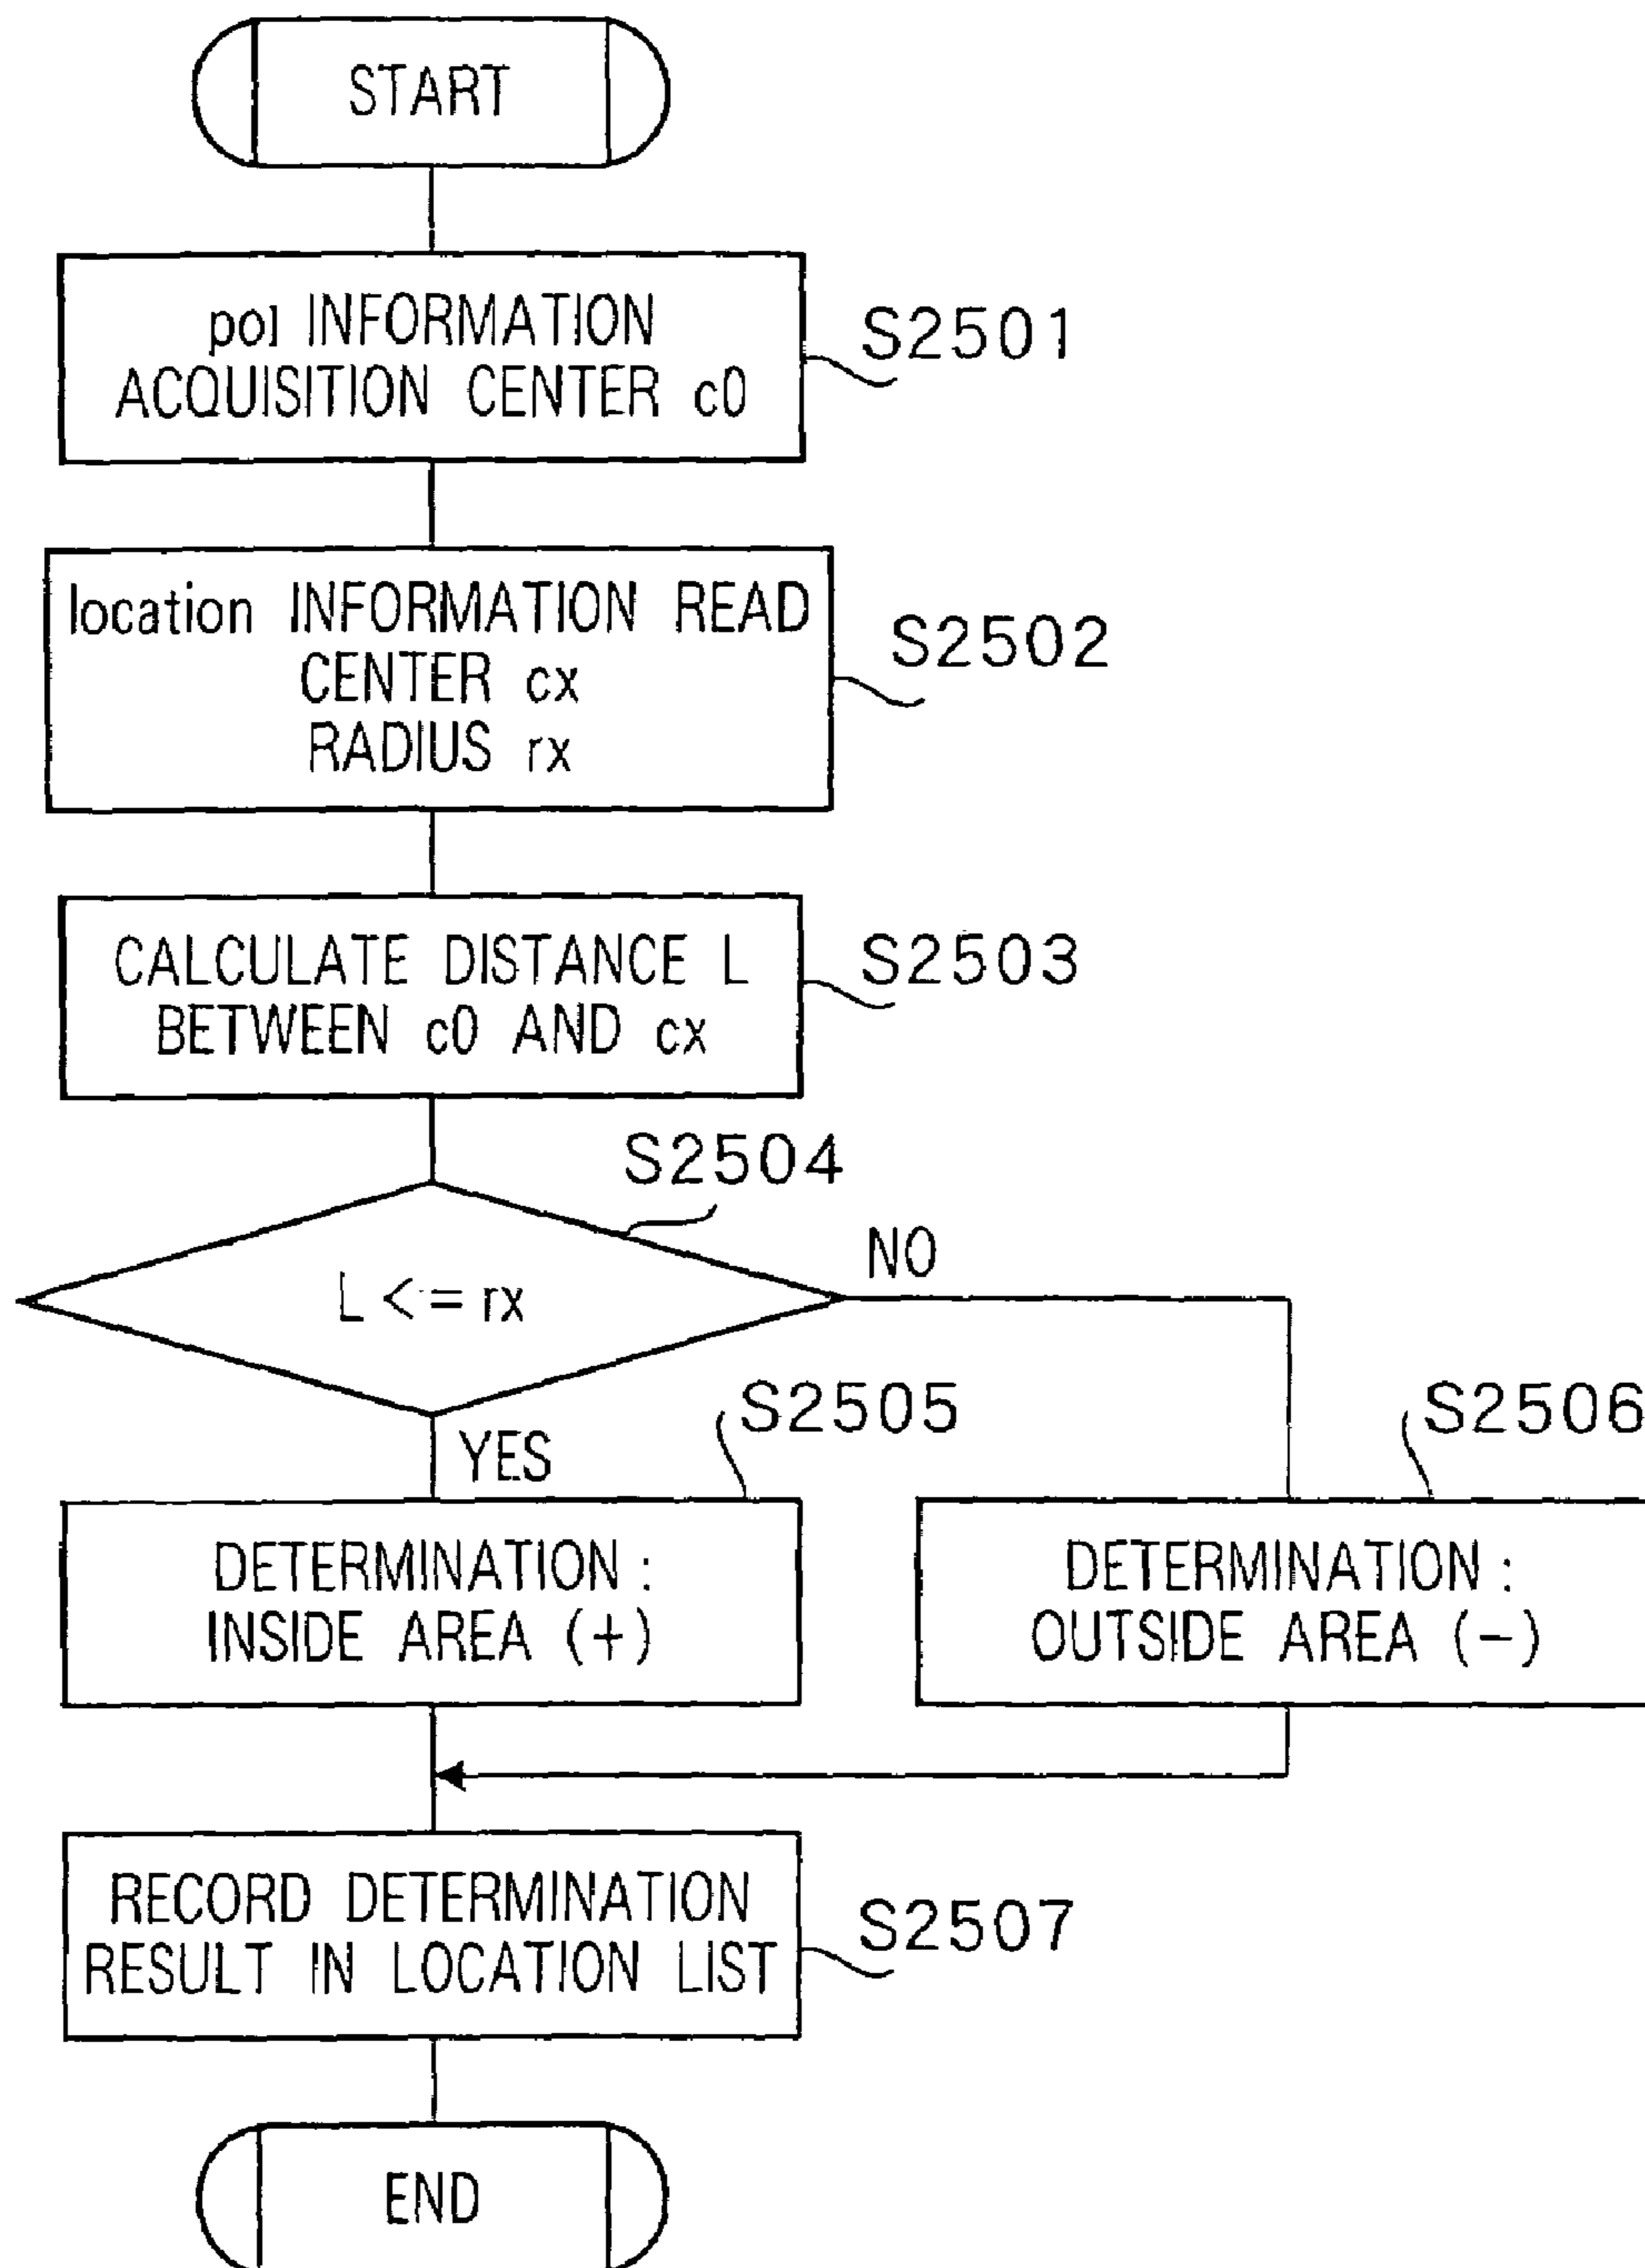 START
poi INFORMATION
ACQUISITION CENTER c0
S2501
location INFORMATION READ
CENTER cx
RADIUS rx
S2502
CALCULATE DISTANCE L
BETWEEN c0 AND cx
S2503
S2504
L <= rx
NO
YES
S2505
DETERMINATION :
INSIDE AREA (+)
S2506
DETERMINATION :
OUTSIDE AREA (−)
RECORD DETERMINATION
RESULT IN LOCATION LIST
S2507
END